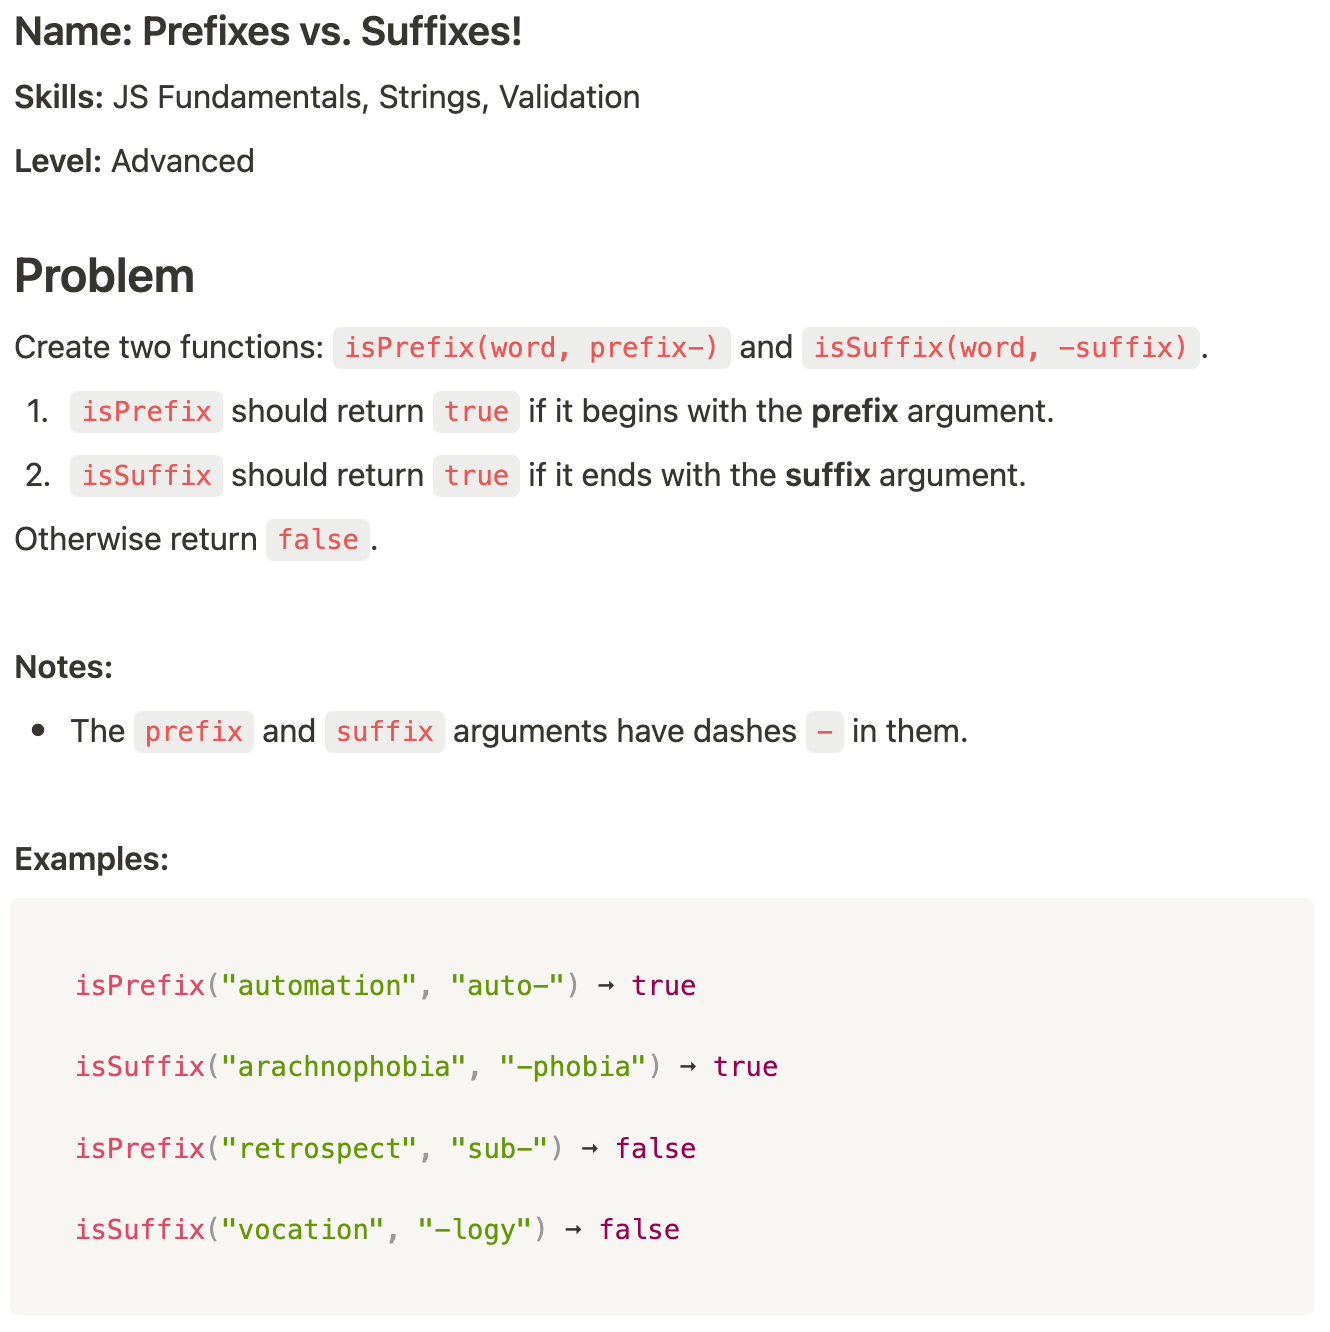 Name: Prefixes vs. Suffixes!
Skills: JS Fundamentals, Strings, Validation
Level: Advanced
Problem
Create two functions: isPrefix(word, prefix-) and isSuffix(word, -suffix).
1. isPrefix should return true if it begins with the prefix argument.
2. isSuffix should return true if it ends with the suffix argument.
Otherwise return false.
Notes:
• The prefix and suffix arguments have dashes - in them.
Examples:
isPrefix("automation", "auto-") → true
isSuffix("arachnophobia", "-phobia") → true
isPrefix("retrospect", "sub-") → false
isSuffix("vocation", "-logy") → false